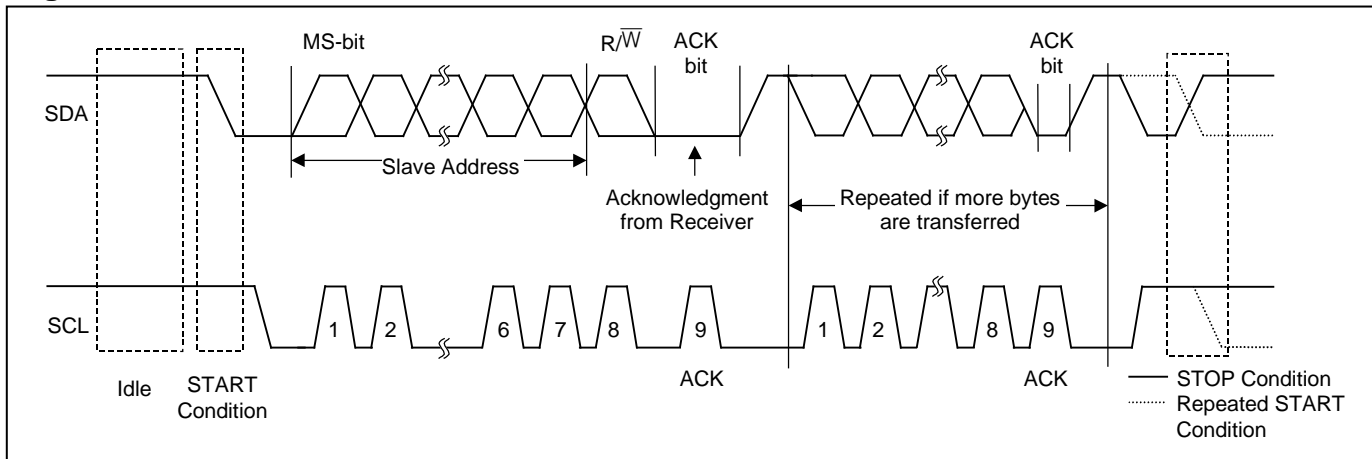 MS-bit
R/W̅
ACK
bit
ACK
bit
SDA
Slave Address
Acknowledgment
from Receiver
Repeated if more bytes
are transferred
SCL
1
2
6
7
8
9
1
2
8
9
Idle
START
Condition
ACK
ACK
STOP Condition
Repeated START
Condition